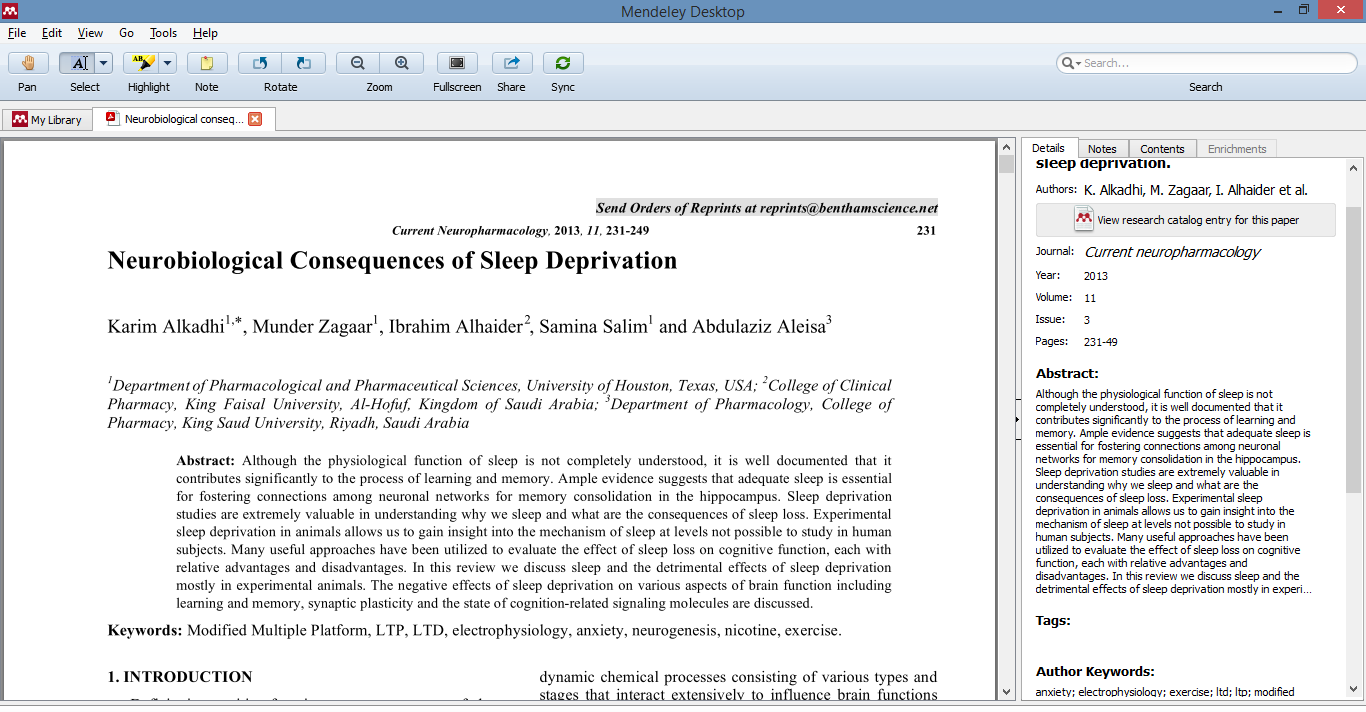 Mendeley Desktop
File Edit View Go Tools Help
Pan Select Highlight Note Rotate Zoom Fullscreen Share Sync
Search...
Search
My Library
Neurobiological conseq...
Send Orders of Reprints at reprints@benthamscience.net
Current Neuropharmacology, 2013, 11, 231-249 231
Neurobiological Consequences of Sleep Deprivation
Karim Alkadhi1,*, Munder Zagaar1, Ibrahim Alhaider2, Samina Salim1 and Abdulaziz Aleisa3
1Department of Pharmacological and Pharmaceutical Sciences, University of Houston, Texas, USA; 2College of Clinical
Pharmacy, King Faisal University, Al-Hofuf, Kingdom of Saudi Arabia; 3Department of Pharmacology, College of
Pharmacy, King Saud University, Riyadh, Saudi Arabia
Abstract: Although the physiological function of sleep is not completely understood, it is well documented that it
contributes significantly to the process of learning and memory. Ample evidence suggests that adequate sleep is essential
for fostering connections among neuronal networks for memory consolidation in the hippocampus. Sleep deprivation
studies are extremely valuable in understanding why we sleep and what are the consequences of sleep loss. Experimental
sleep deprivation in animals allows us to gain insight into the mechanism of sleep at levels not possible to study in human
subjects. Many useful approaches have been utilized to evaluate the effect of sleep loss on cognitive function, each with
relative advantages and disadvantages. In this review we discuss sleep and the detrimental effects of sleep deprivation
mostly in experimental animals. The negative effects of sleep deprivation on various aspects of brain function including
learning and memory, synaptic plasticity and the state of cognition-related signaling molecules are discussed.
Keywords: Modified Multiple Platform, LTP, LTD, electrophysiology, anxiety, neurogenesis, nicotine, exercise.
1. INTRODUCTION
dynamic chemical processes consisting of various types and
stages that interact extensively to influence brain functions
Details Notes Contents Enrichments
sleep deprivation.
Authors: K. Alkadhi, M. Zagaar, I. Alhaider et al.
View research catalog entry for this paper
Journal: Current neuropharmacology
Year: 2013
Volume: 11
Issue: 3
Pages: 231-49
Abstract:
Although the physiological function of sleep is not
completely understood, it is well documented that it
contributes significantly to the process of learning and
memory. Ample evidence suggests that adequate sleep is
essential for fostering connections among neuronal
networks for memory consolidation in the hippocampus.
Sleep deprivation studies are extremely valuable in
understanding why we sleep and what are the
consequences of sleep loss. Experimental sleep
deprivation in animals allows us to gain insight into the
mechanism of sleep at levels not possible to study in
human subjects. Many useful approaches have been
utilized to evaluate the effect of sleep loss on cognitive
function, each with relative advantages and
disadvantages. In this review we discuss sleep and the
detrimental effects of sleep deprivation mostly in experi...
Tags:
Author Keywords:
anxiety; electrophysiology; exercise; ltd; ltp; modified